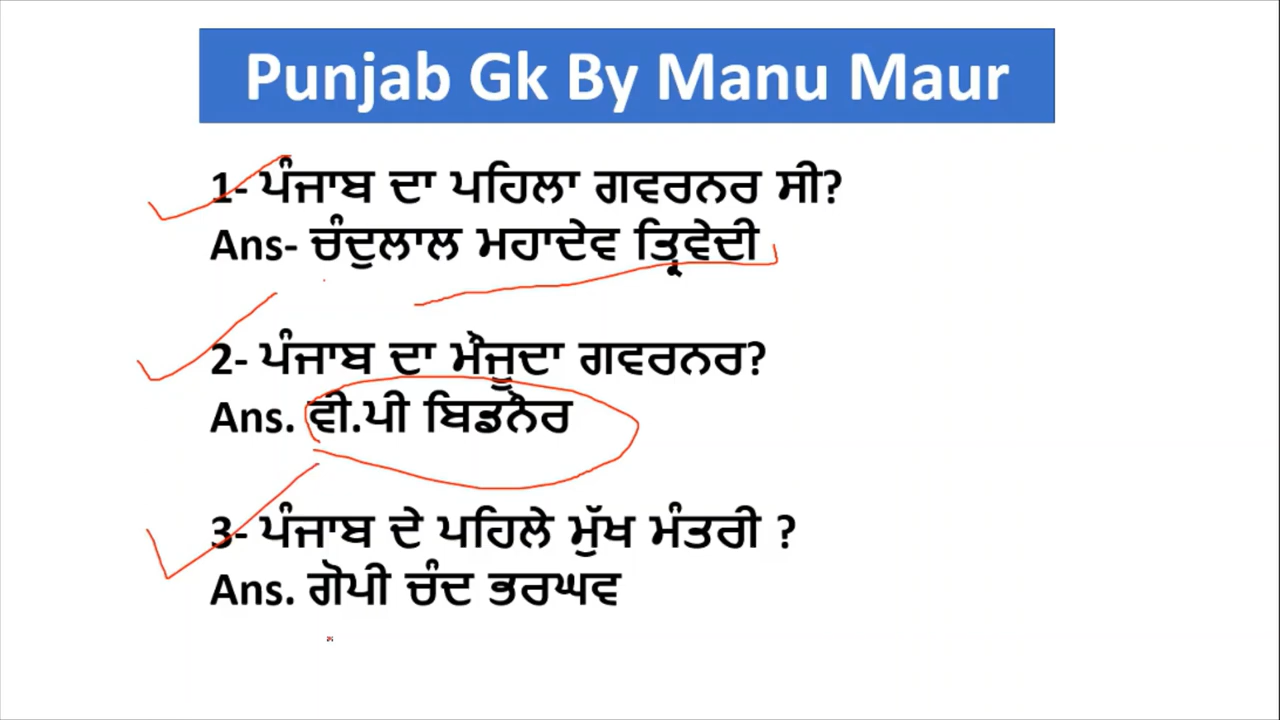 Punjab Gk By Manu Maur
1- ਪੰਜਾਬ ਦਾ ਪਹਿਲਾ ਗਵਰਨਰ ਸੀ?
Ans- ਚੰਦੁਲਾਲ ਮਹਾਦੇਵ ਤ੍ਰਿਵੇਦੀ
2- ਪੰਜਾਬ ਦਾ ਮੌਜੂਦਾ ਗਵਰਨਰ?
Ans. ਵੀ.ਪੀ ਬਿਡਨੋਰ
3- ਪੰਜਾਬ ਦੇ ਪਹਿਲੇ ਮੁੱਖ ਮੰਤਰੀ ?
Ans. ਗੋਪੀ ਚੰਦ ਭਰਘਵ